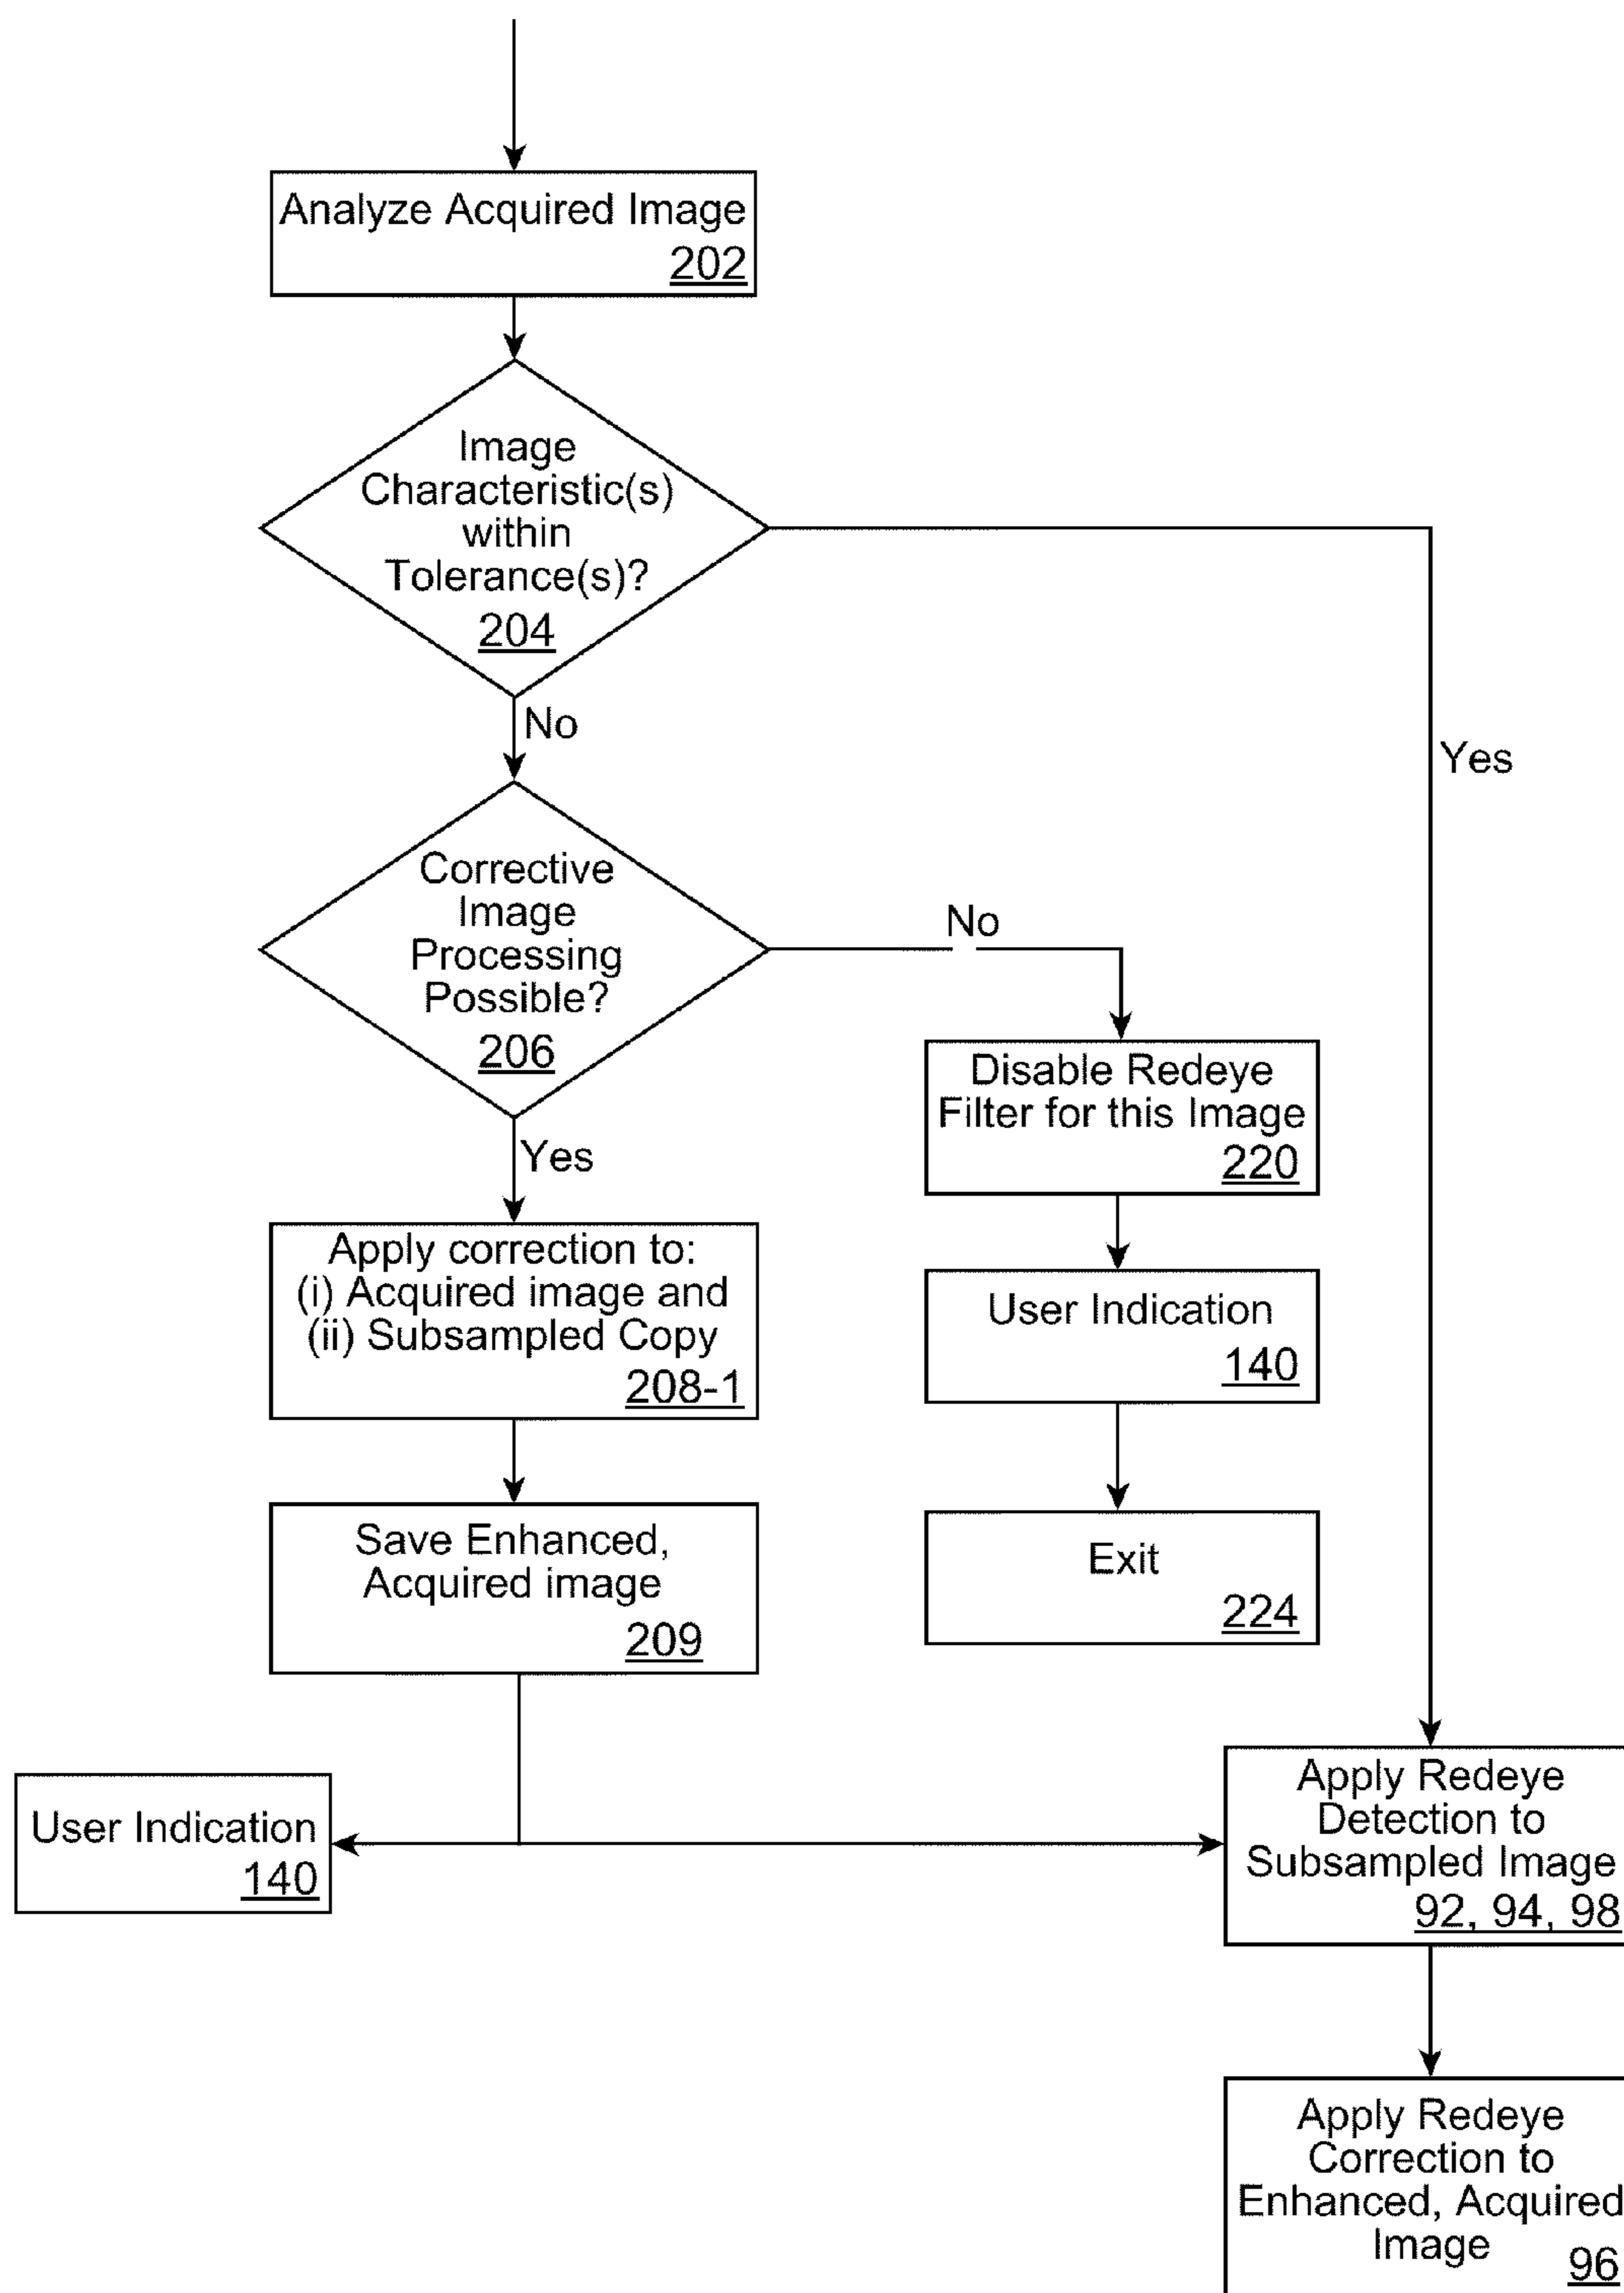 Analyze Acquired Image
202
Image
Characteristic(s)
within
Tolerance(s)?
204
No
Yes
Corrective
Image
Processing
Possible?
206
No
Yes
Disable Redeye
Filter for this Image
220
Apply correction to:
(i) Acquired image and
(ii) Subsampled Copy
208-1
User Indication
140
Save Enhanced,
Acquired image
209
Exit
224
User Indication
140
Apply Redeye
Detection to
Subsampled Image
92, 94, 98
Apply Redeye
Correction to
Enhanced, Acquired
Image
96